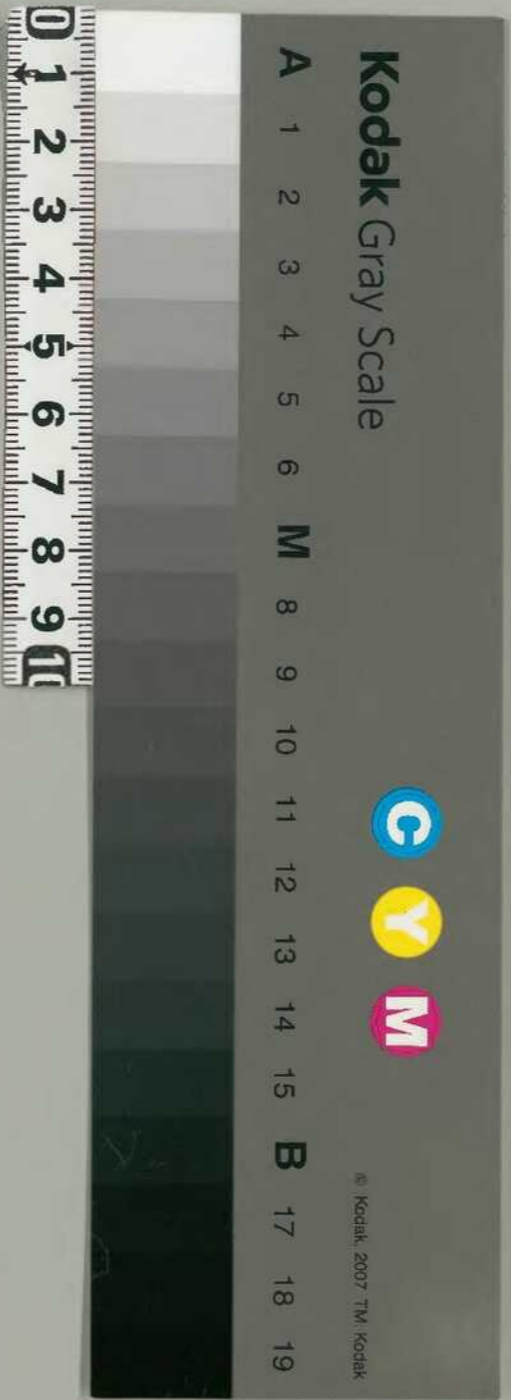 Kodak Gray Scale
C Y M
© Kodak, 2007 TM: Kodak
A 1 2 3 4 5 6 M 8 9 10 11 12 13 14 15 B 17 18 19
0 1 2 3 4 5 6 7 8 9 10